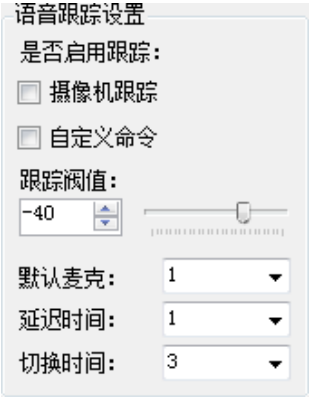 语音跟踪设置
是否启用跟踪：
摄像机跟踪
自定义命令
跟踪阀值：
-40
默认麦克： 1
延迟时间： 1
切换时间： 3